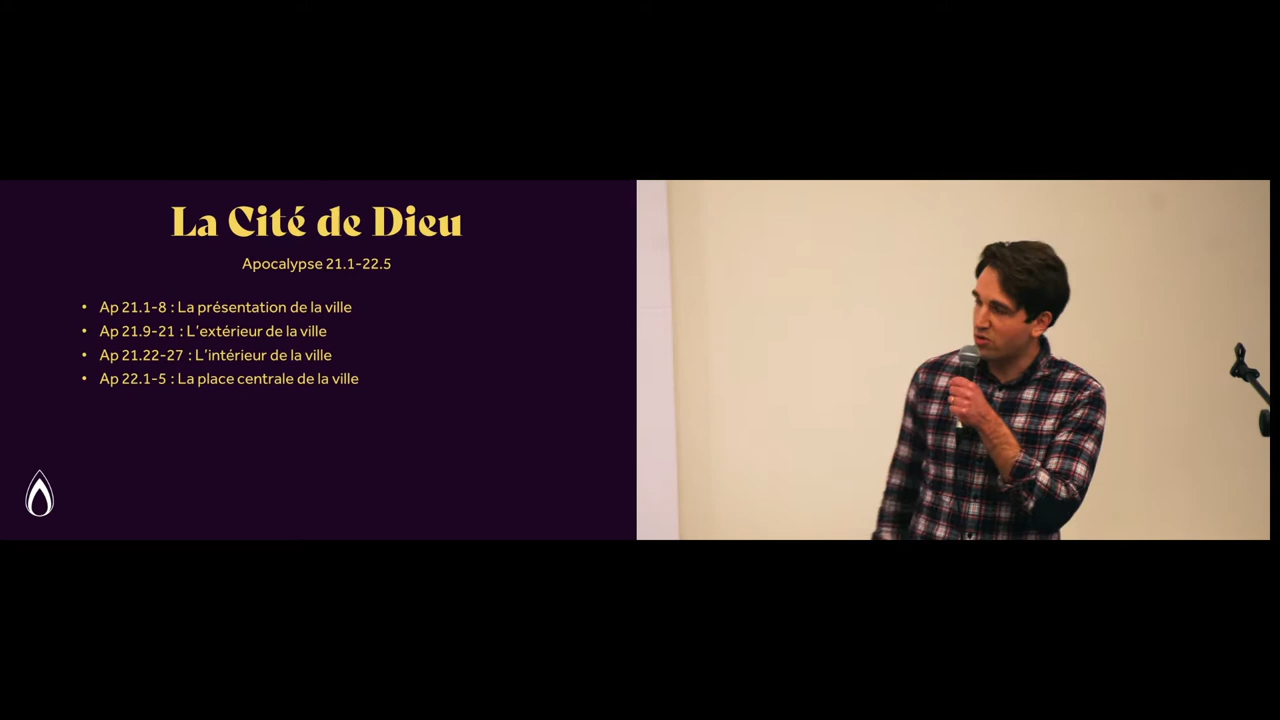 La Cité de Dieu
Apocalypse 21.1-22.5
• Ap 21.1-8 : La présentation de la ville
• Ap 21.9-21 : L'extérieur de la ville
• Ap 21.22-27 : L'intérieur de la ville
• Ap 22.1-5 : La place centrale de la ville